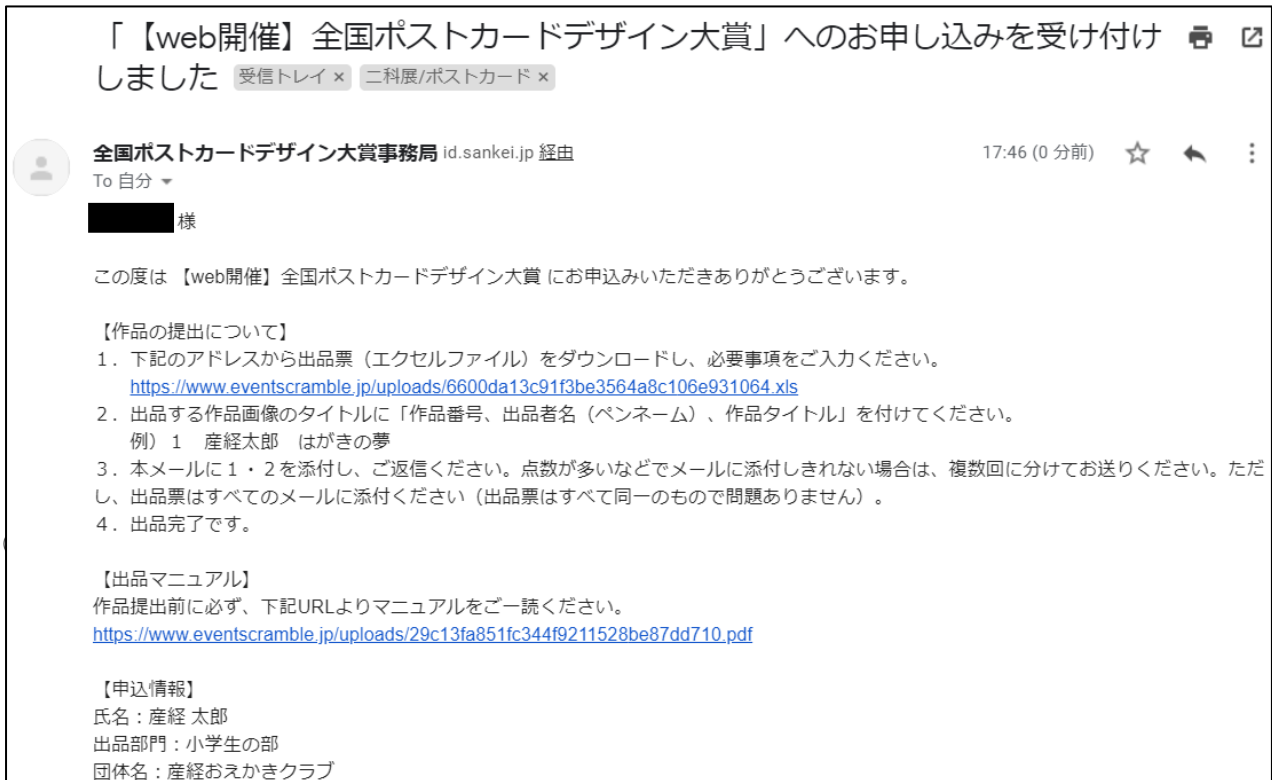 「【web開催】全国ポストカードデザイン大賞」へのお申し込みを受け付け
しました 受信トレイ × 二科展/ポストカード ×
全国ポストカードデザイン大賞事務局 id.sankei.jp 経由 17:46 (0 分前)
To 自分
様
この度は 【web開催】全国ポストカードデザイン大賞 にお申込みいただきありがとうございます。
【作品の提出について】
１．下記のアドレスから出品票（エクセルファイル）をダウンロードし、必要事項をご入力ください。
https://www.eventscramble.jp/uploads/6600da13c91f3be3564a8c106e931064.xls
２．出品する作品画像のタイトルに「作品番号、出品者名（ペンネーム）、作品タイトル」を付けてください。
例）１　産経太郎　はがきの夢
３．本メールに１・２を添付し、ご返信ください。点数が多いなどでメールに添付しきれない場合は、複数回に分けてお送りください。ただ
し、出品票はすべてのメールに添付ください（出品票はすべて同一のもので問題ありません）。
４．出品完了です。
【出品マニュアル】
作品提出前に必ず、下記URLよりマニュアルをご一読ください。
https://www.eventscramble.jp/uploads/29c13fa851fc344f9211528be87dd710.pdf
【申込情報】
氏名：産経 太郎
出品部門：小学生の部
団体名：産経おえかきクラブ